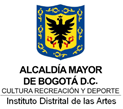 ALCALDÍA MAYOR
DE BOGOTÁ D.C.
CULTURA RECREACIÓN Y DEPORTE
Instituto Distrital de las Artes